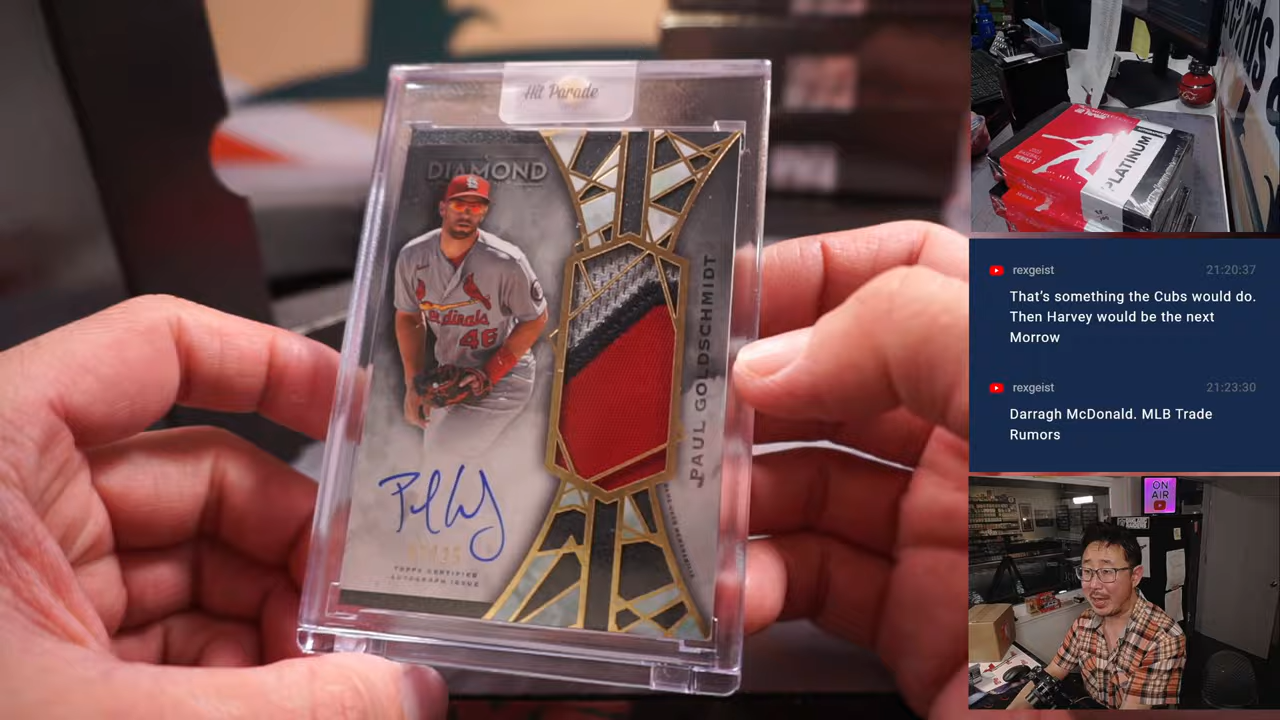 Hit Parade
DIAMOND
Cardinals
46
PAUL GOLDSCHMIDT
TOPPS CERTIFIED
AUTOGRAPH ISSUE
PLATINUM
rexgeist
21:20:37
That's something the Cubs would do.
Then Harvey would be the next
Morrow
rexgeist
21:23:30
Darragh McDonald. MLB Trade
Rumors
ON
AIR